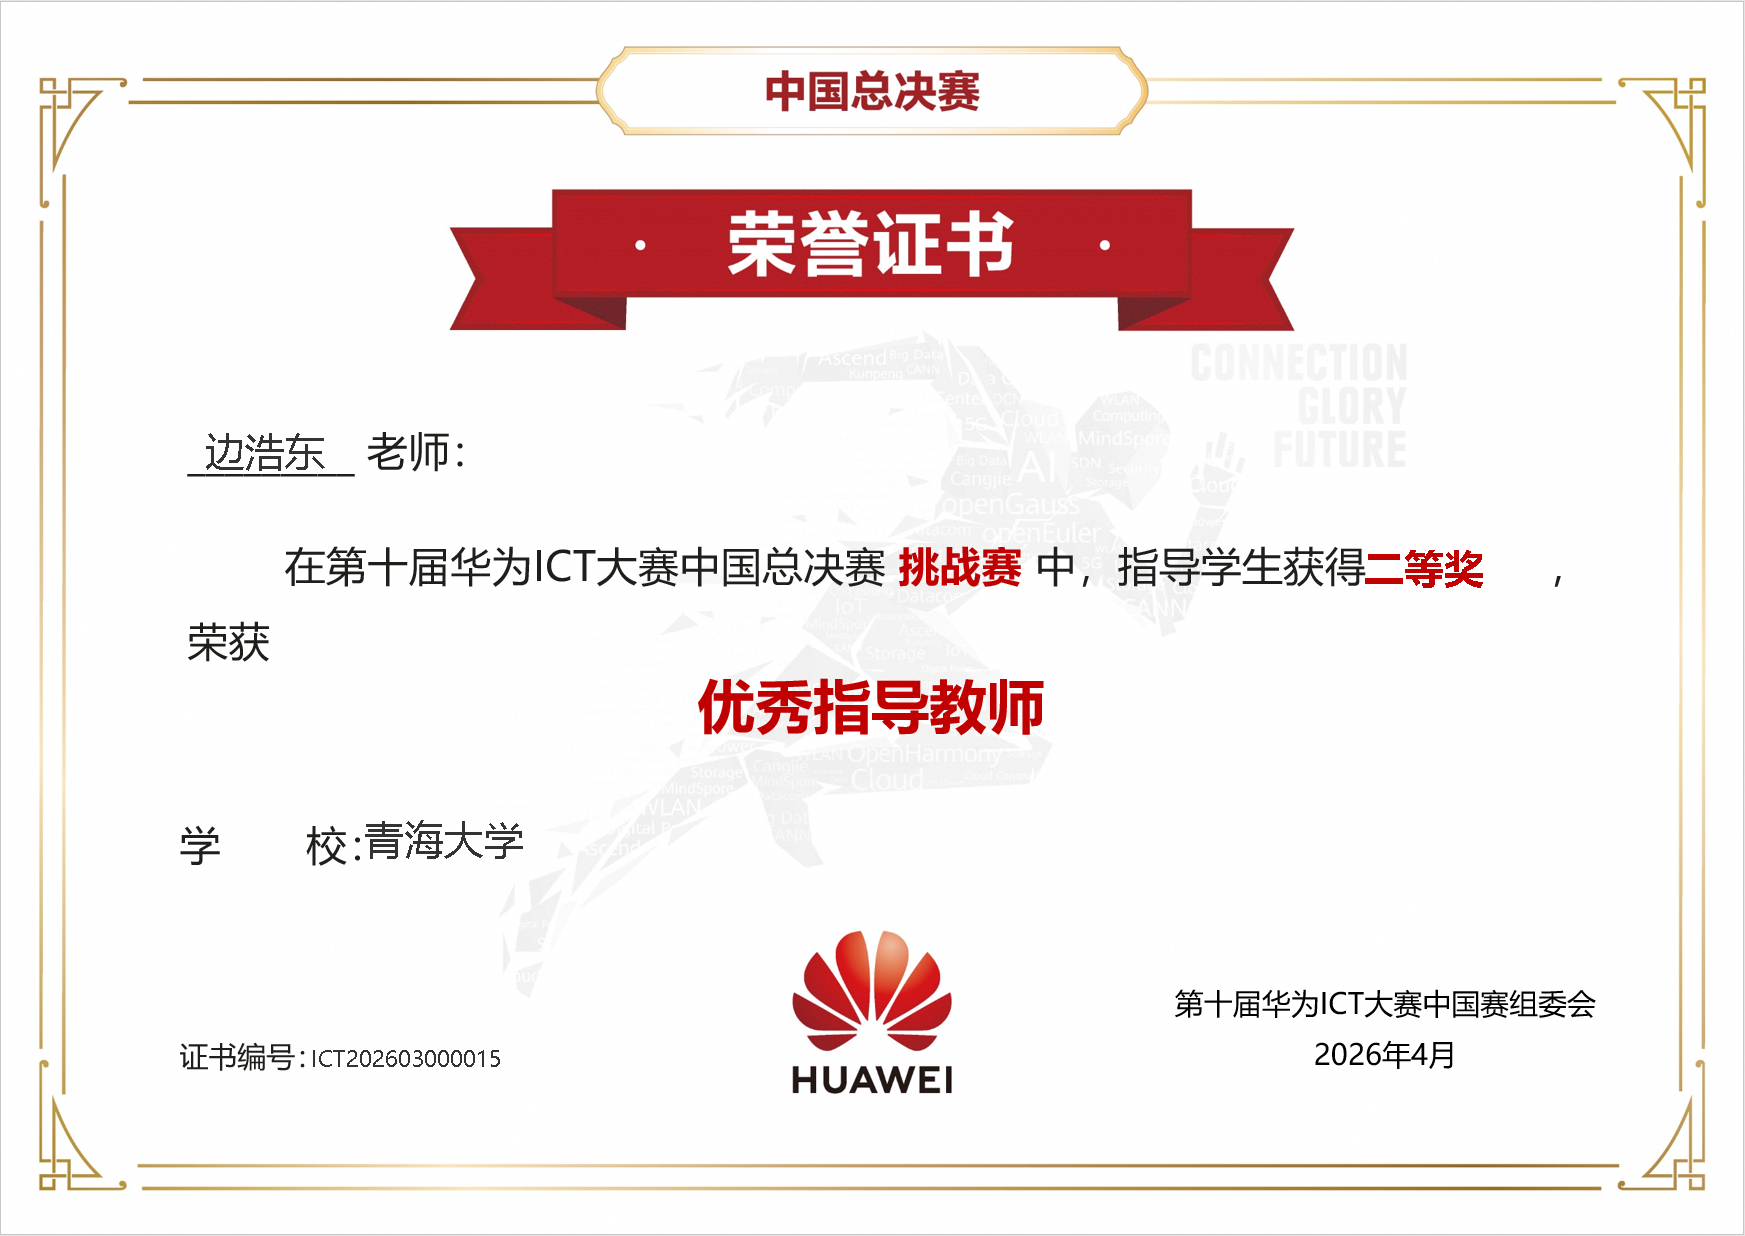 中国总决赛
· 荣誉证书 ·
CONNECTION
GLORY
FUTURE
边浩东 老师:
在第十届华为ICT大赛中国总决赛 挑战赛 中，指导学生获得二等奖 ，
荣获
优秀指导教师
学 校:青海大学
证书编号:ICT202603000015
HUAWEI
第十届华为ICT大赛中国赛组委会
2026年4月